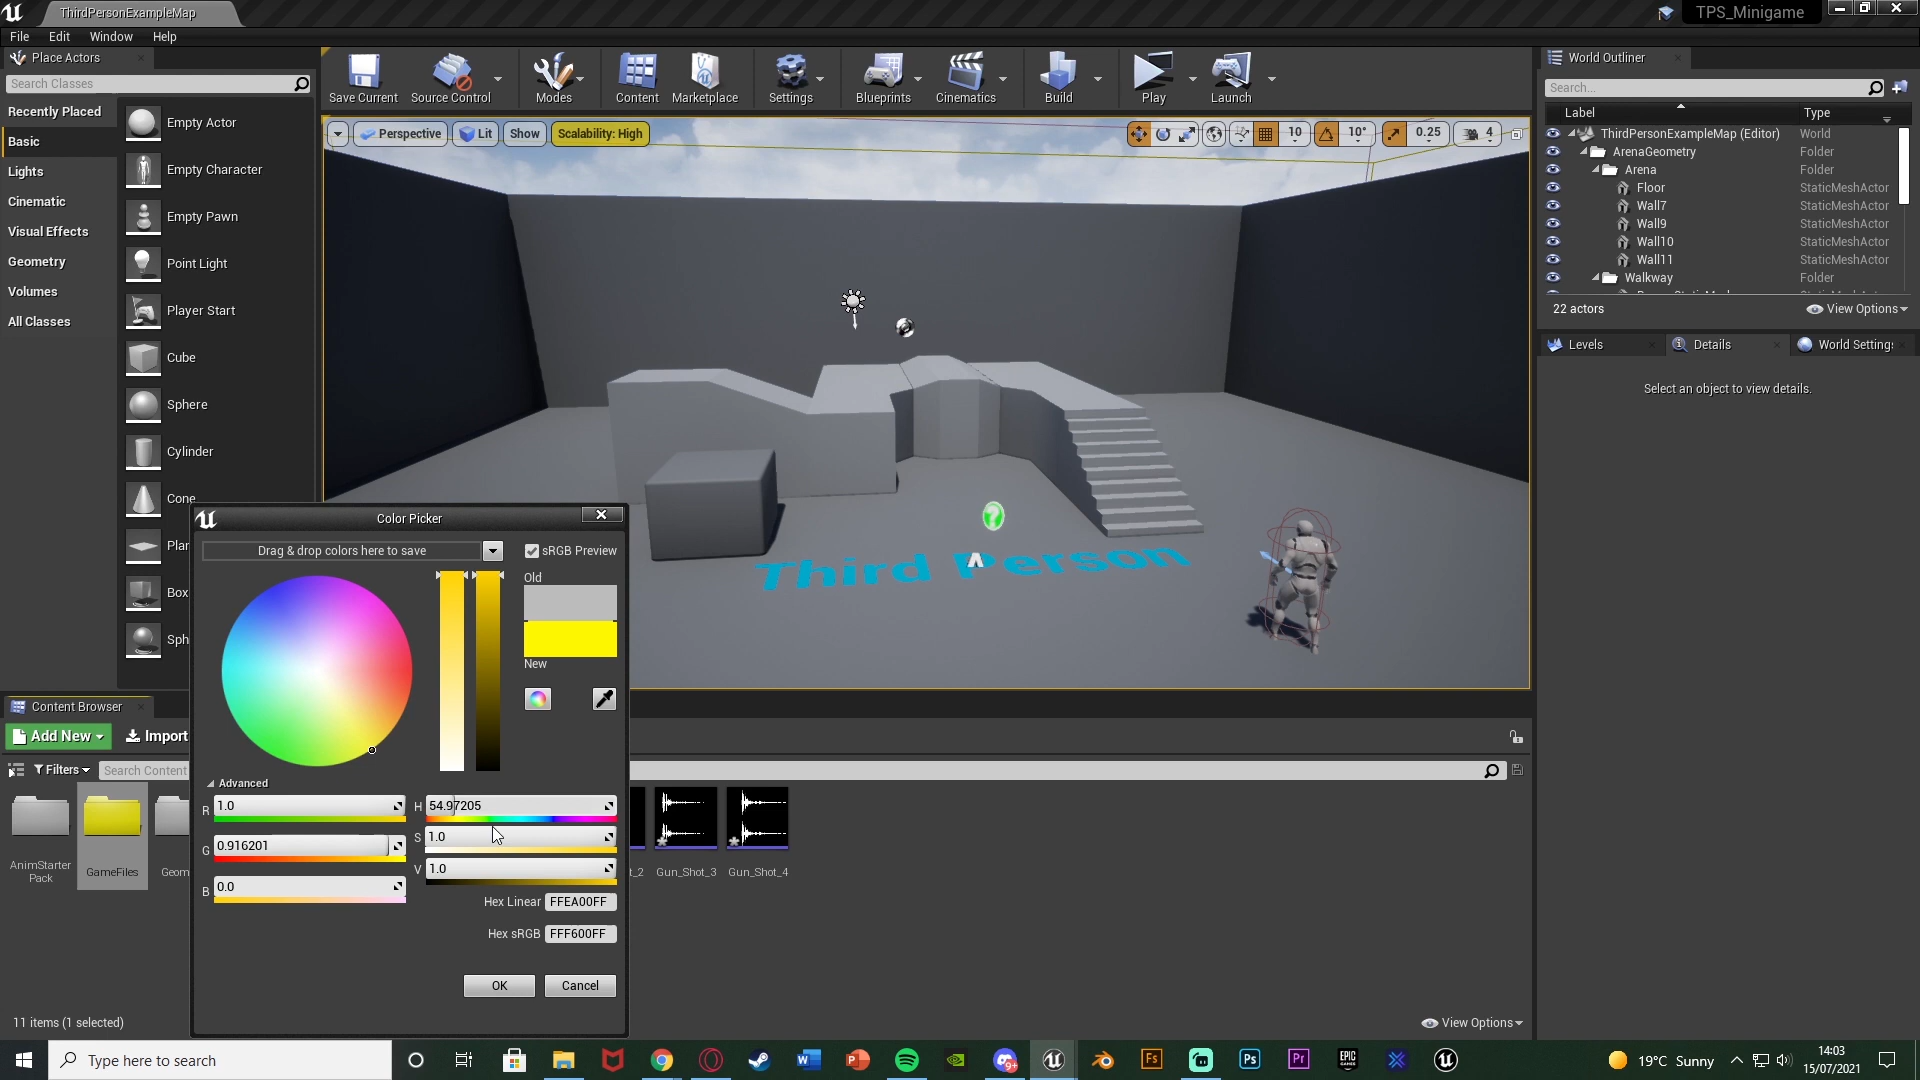 ThirdPersonExampleMap
TPS_Minigame
File Edit Window Help
Place Actors
Search Classes
Recently Placed
Basic
Lights
Cinematic
Visual Effects
Geometry
Volumes
All Classes
Empty Actor
Empty Character
Empty Pawn
Point Light
Player Start
Cube
Sphere
Cylinder
Cone
Plan
Box
Sph
Save Current
Source Control
Modes
Content
Marketplace
Settings
Blueprints
Cinematics
Build
Play
Launch
Perspective
Lit
Show
Scalability: High
10
10°
0.25
4
Third Person
World Outliner
Search...
Label Type
ThirdPersonExampleMap (Editor) World
ArenaGeometry Folder
Arena Folder
Floor StaticMeshActor
Wall7 StaticMeshActor
Wall9 StaticMeshActor
Wall10 StaticMeshActor
Wall11 StaticMeshActor
Walkway Folder
22 actors
View Options
Levels
Details
World Settings
Select an object to view details.
Color Picker
Drag & drop colors here to save
sRGB Preview
Old
New
Advanced
R 1.0
G 0.916201
B 0.0
H 54.97205
S 1.0
V 1.0
Hex Linear FFEA00FF
Hex sRGB FFF600FF
OK
Cancel
Content Browser
Add New
Import
Filters
Search Content
AnimStarter
Pack
GameFiles
Geom
t_2
Gun_Shot_3
Gun_Shot_4
11 items (1 selected)
View Options
Type here to search
19°C Sunny
14:03
15/07/2021